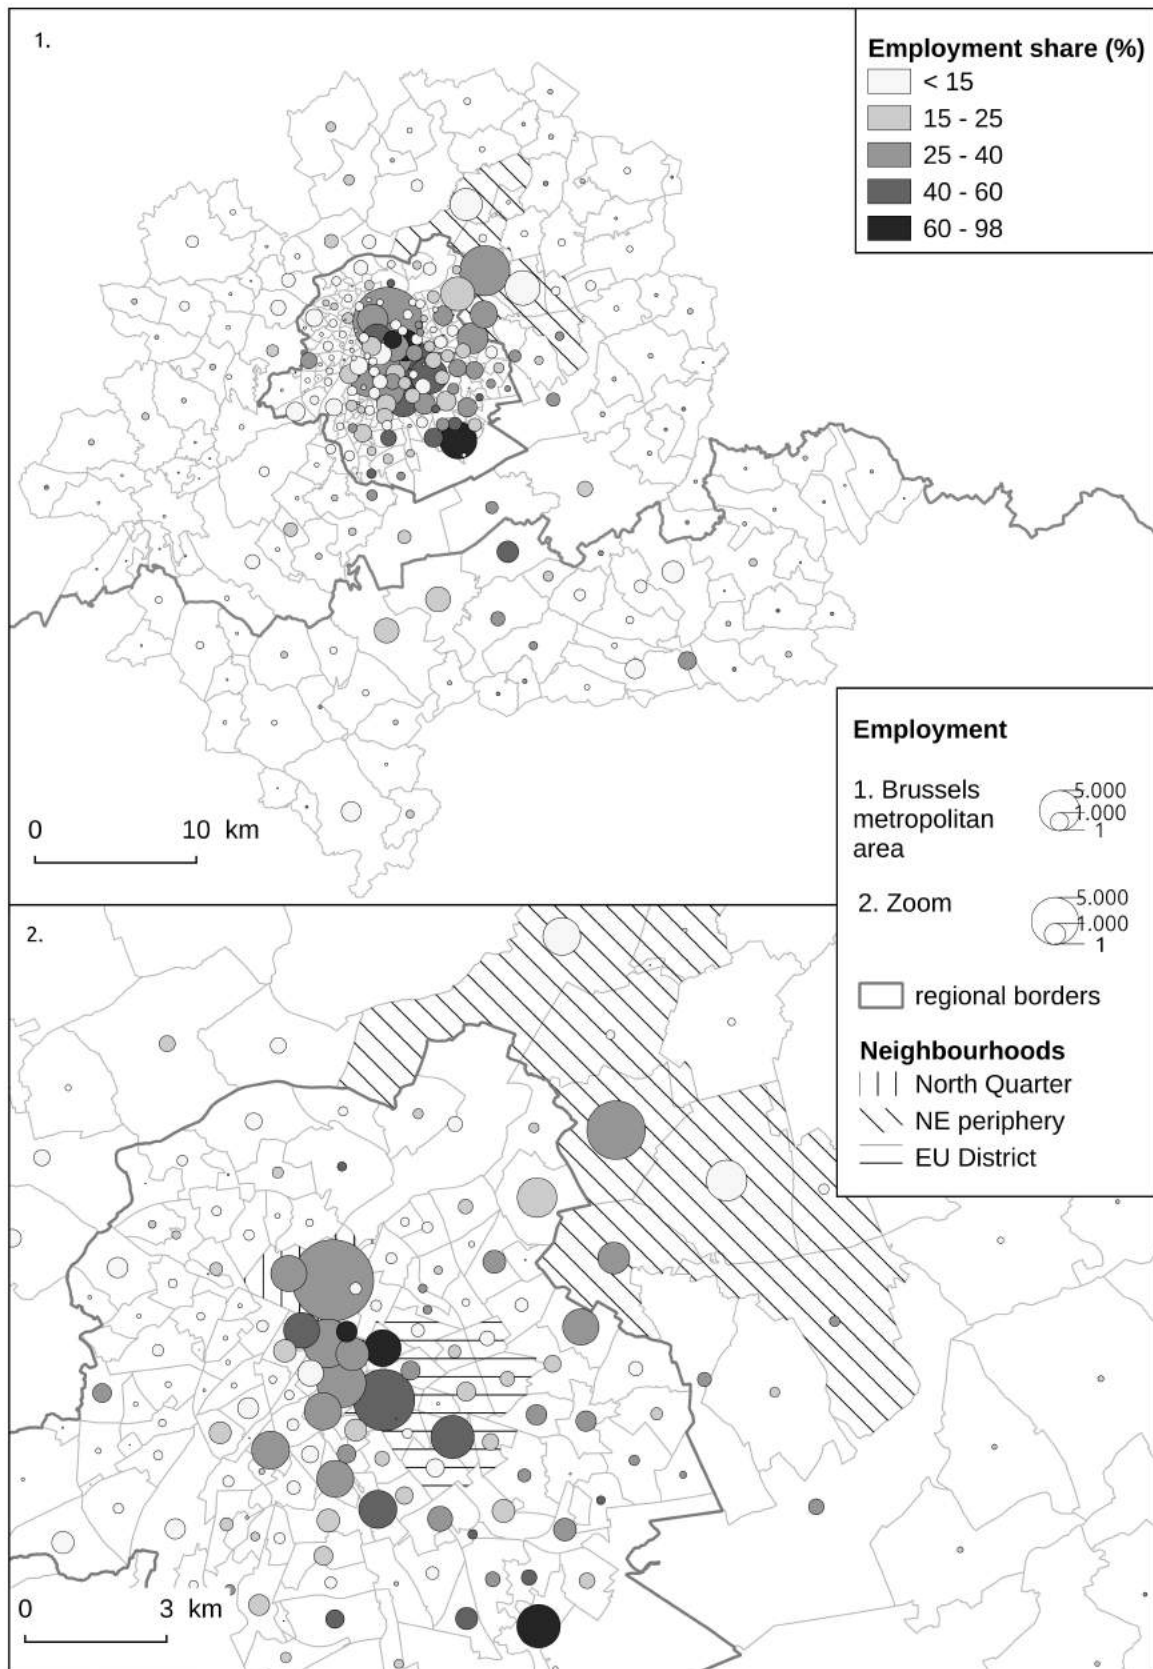 1.
Employment share (%)
< 15
15 - 25
25 - 40
40 - 60
60 - 98
0 10 km
Employment
1. Brussels
metropolitan
area
5.000
1.000
1
2. Zoom
5.000
1.000
1
regional borders
Neighbourhoods
North Quarter
NE periphery
EU District
2.
0 3 km